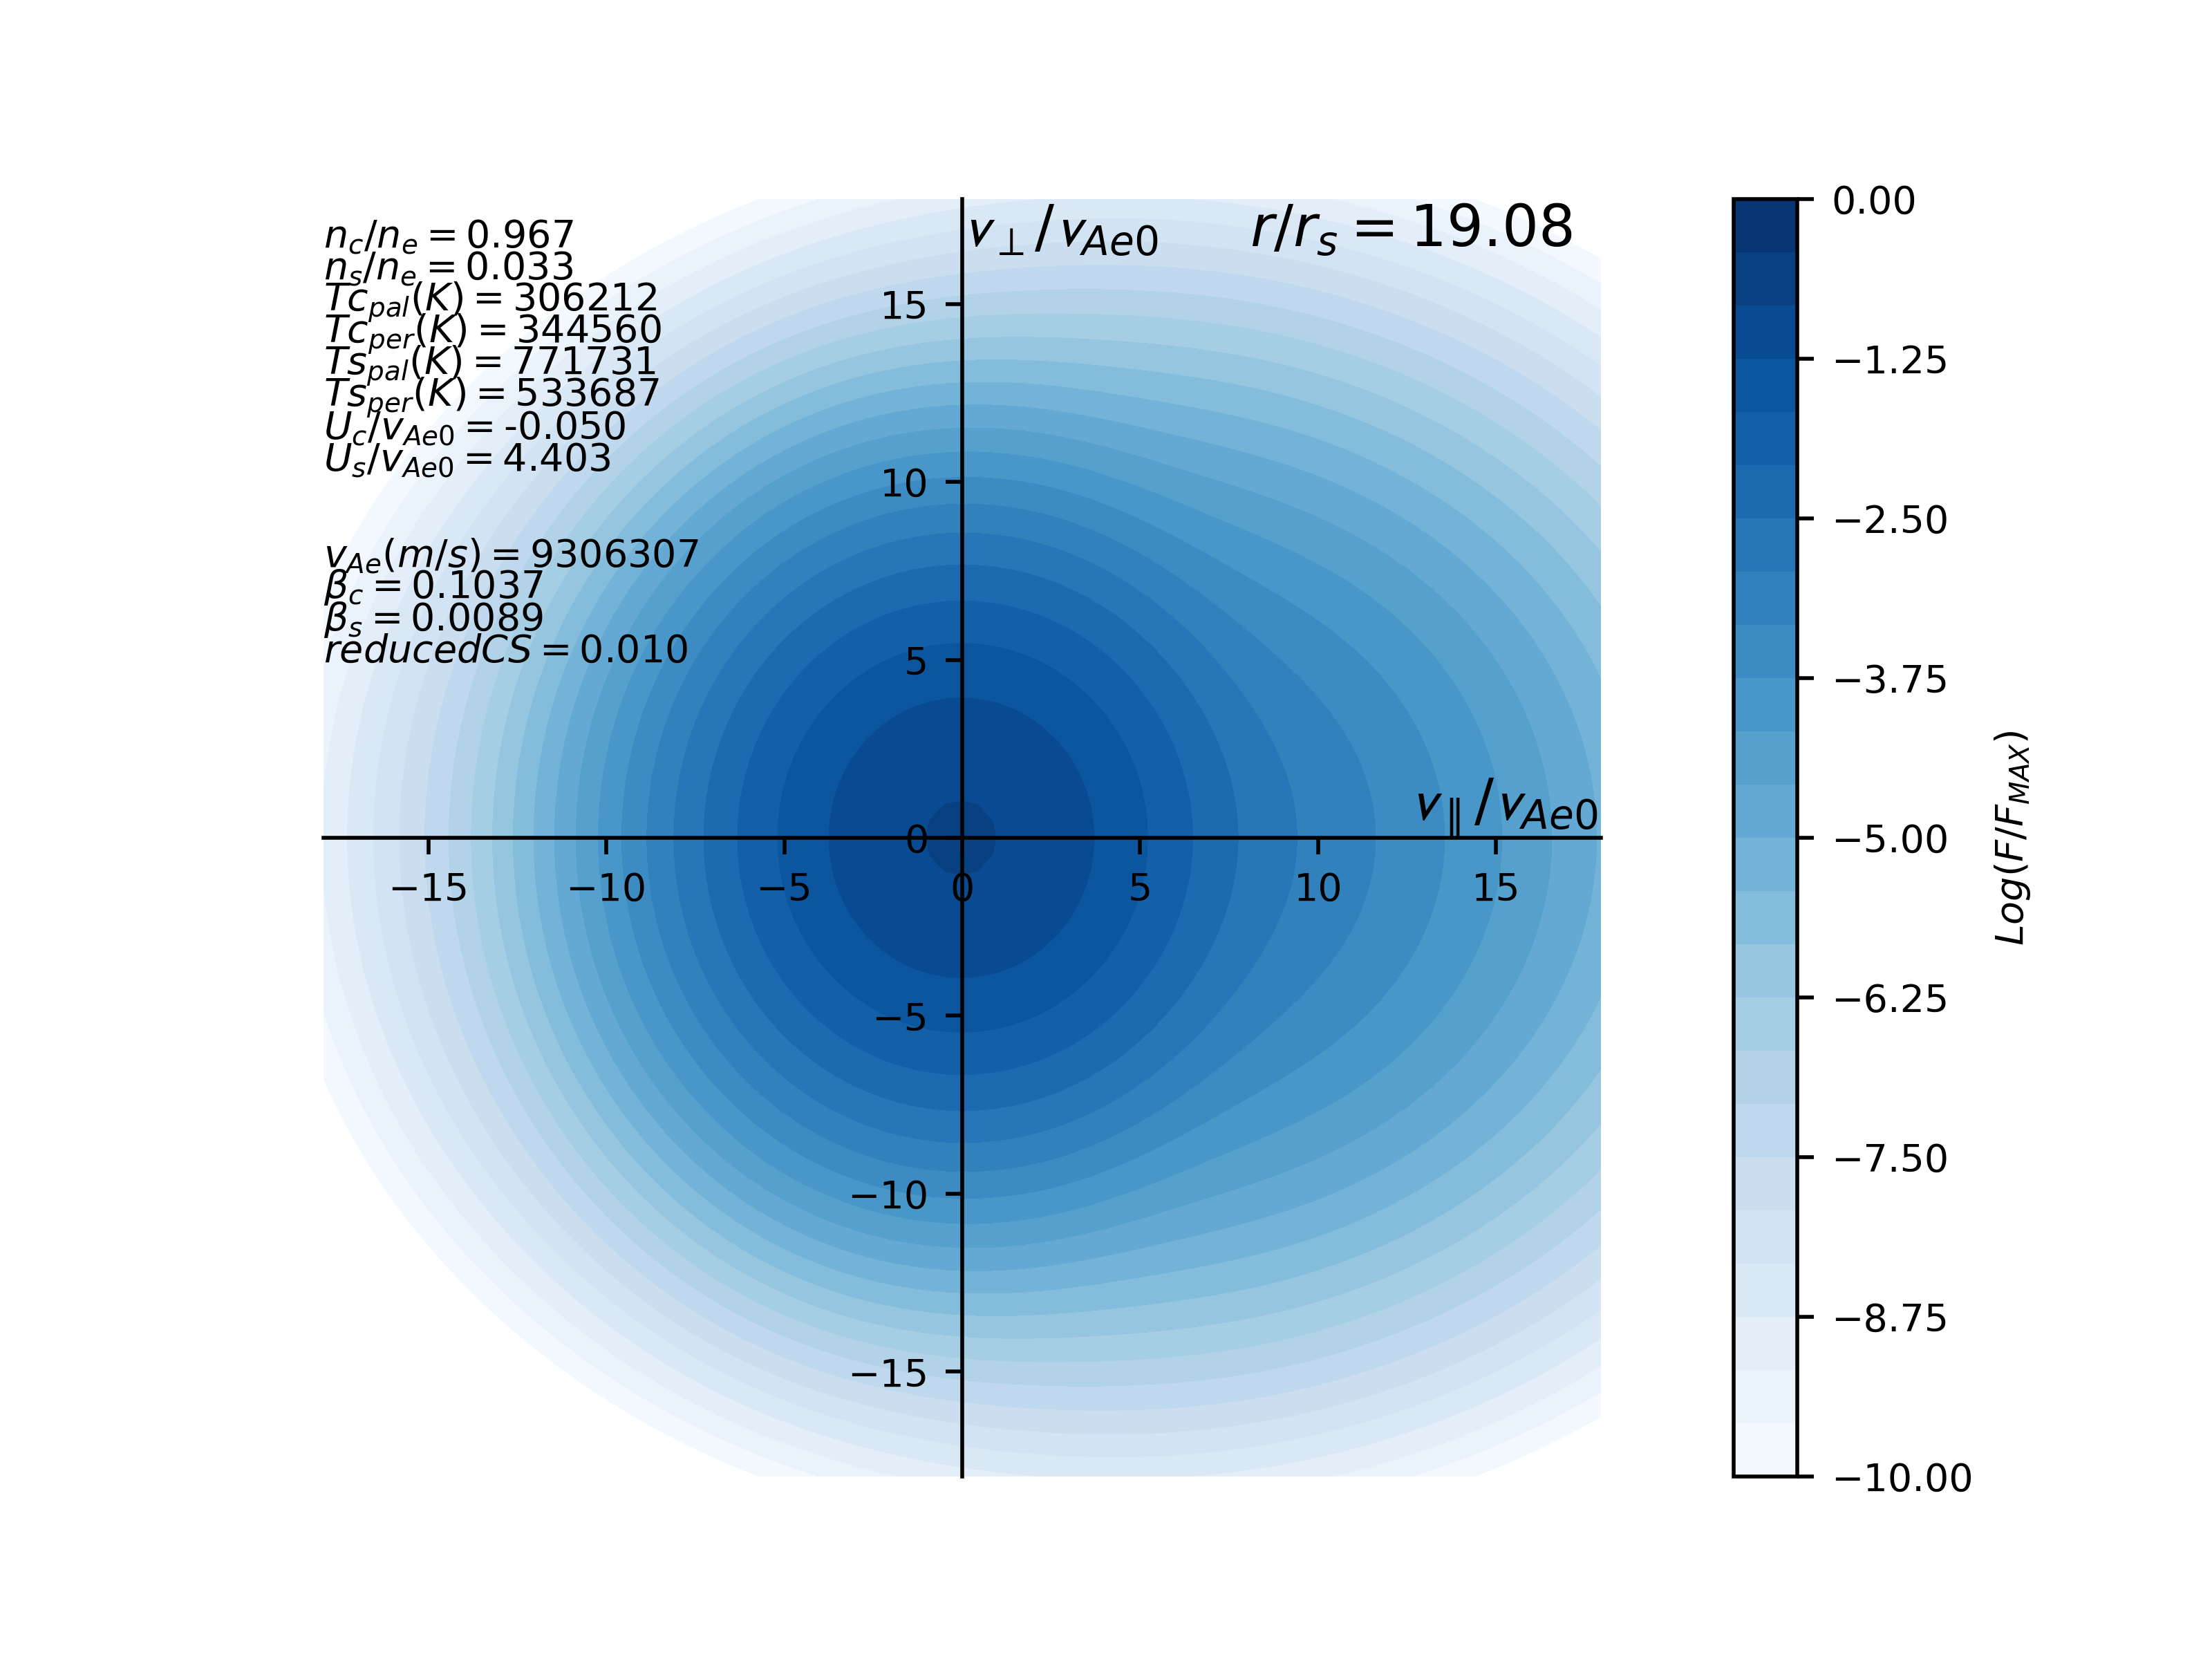 n_c/n_e = 0.967
n_s/n_e = 0.033
Tc_pal(K) = 306212
Tc_per(K) = 344560
Ts_pal(K) = 771731
Ts_per(K) = 533687
U_c/v_Ae0 = -0.050
U_s/v_Ae0 = 4.403
v_Ae(m/s) = 9306307
β_c = 0.1037
β_s = 0.0089
reducedCS = 0.010
v_⊥/v_Ae0
r/r_s = 19.08
15
10
5
0
−5
−10
−15
v_∥/v_Ae0
−15 −10 −5 0 5 10 15
0.00
−1.25
−2.50
−3.75
−5.00
−6.25
−7.50
−8.75
−10.00
Log(F/F_MAX)